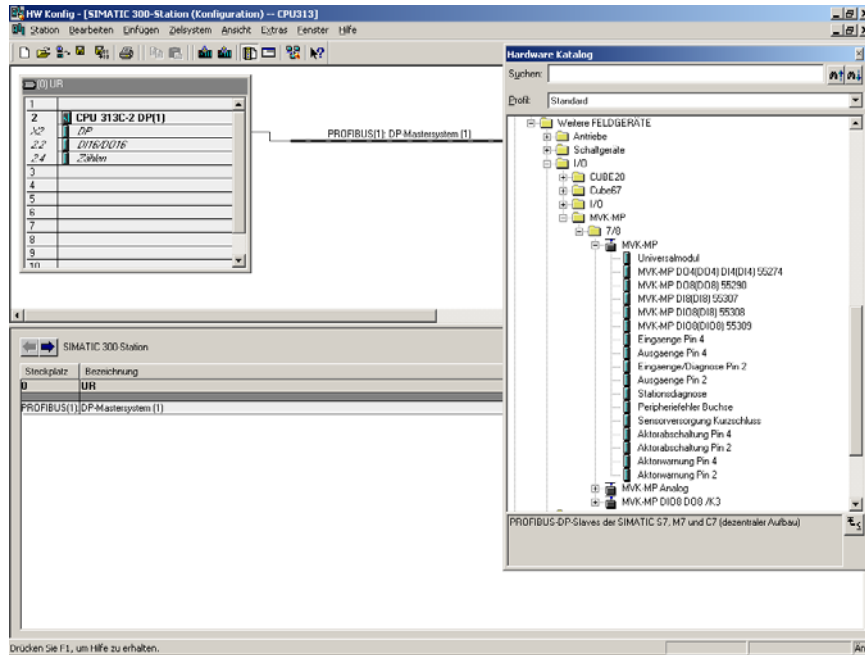 HW Konfig - [SIMATIC 300-Station (Konfiguration) -- CPU313]
Station Bearbeiten Einfügen Zielsystem Ansicht Extras Fenster Hilfe
(0) UR
1
2 CPU 313C-2 DP(1)
X2 DP
2.2 DI16/DO16
2.4 Zählen
3
4
5
6
7
8
9
10
PROFIBUS(1): DP-Mastersystem (1)
SIMATIC 300-Station
Steckplatz Bezeichnung
0 UR
PROFIBUS(1): DP-Mastersystem (1)
Hardware Katalog
Suchen:
Profil: Standard
Weitere FELDGERÄTE
Antriebe
Schaltgeräte
I/O
CUBE20
Cube67
I/O
MVK-MP
7/8
MVK-MP
Universalmodul
MVK-MP DO4(DO4) DI4(DI4) 55274
MVK-MP DO8(DO8) 55290
MVK-MP DI8(DI8) 55307
MVK-MP DIO8(DI8) 55308
MVK-MP DIO8(DIO8) 55309
Eingaenge Pin 4
Ausgaenge Pin 4
Eingaenge/Diagnose Pin 2
Ausgaenge Pin 2
Stationsdiagnose
Peripheriefehler Buchse
Sensorversorgung Kurzschluss
Aktorabschaltung Pin 4
Aktorabschaltung Pin 2
Aktorwarnung Pin 4
Aktorwarnung Pin 2
MVK-MP Analog
MVK-MP DIO8 DO8 /K3
PROFIBUS-DP-Slaves der SIMATIC S7, M7 und C7 (dezentraler Aufbau)
Drücken Sie F1, um Hilfe zu erhalten.
Än